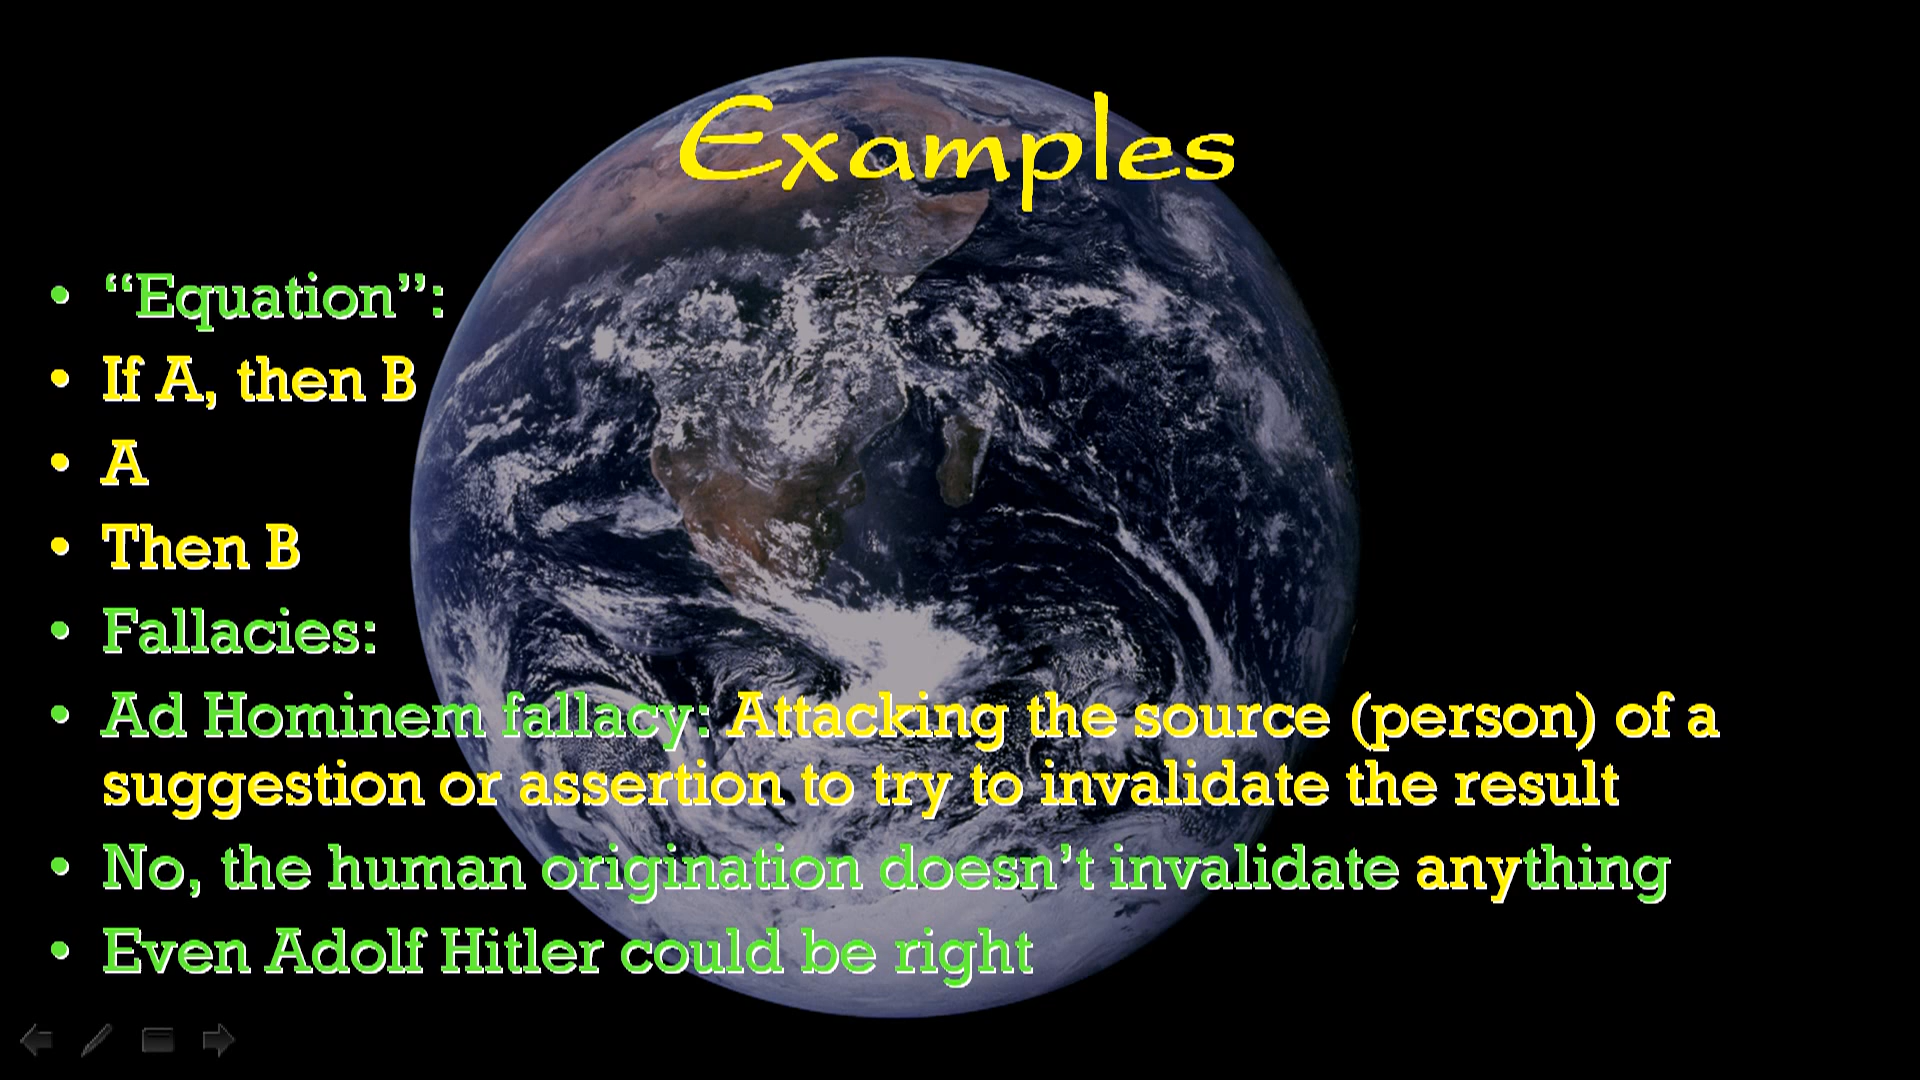 Examples
• “Equation”:
• If A, then B
• A
• Then B
• Fallacies:
• Ad Hominem fallacy: Attacking the source (person) of a
suggestion or assertion to try to invalidate the result
• No, the human origination doesn’t invalidate anything
• Even Adolf Hitler could be right